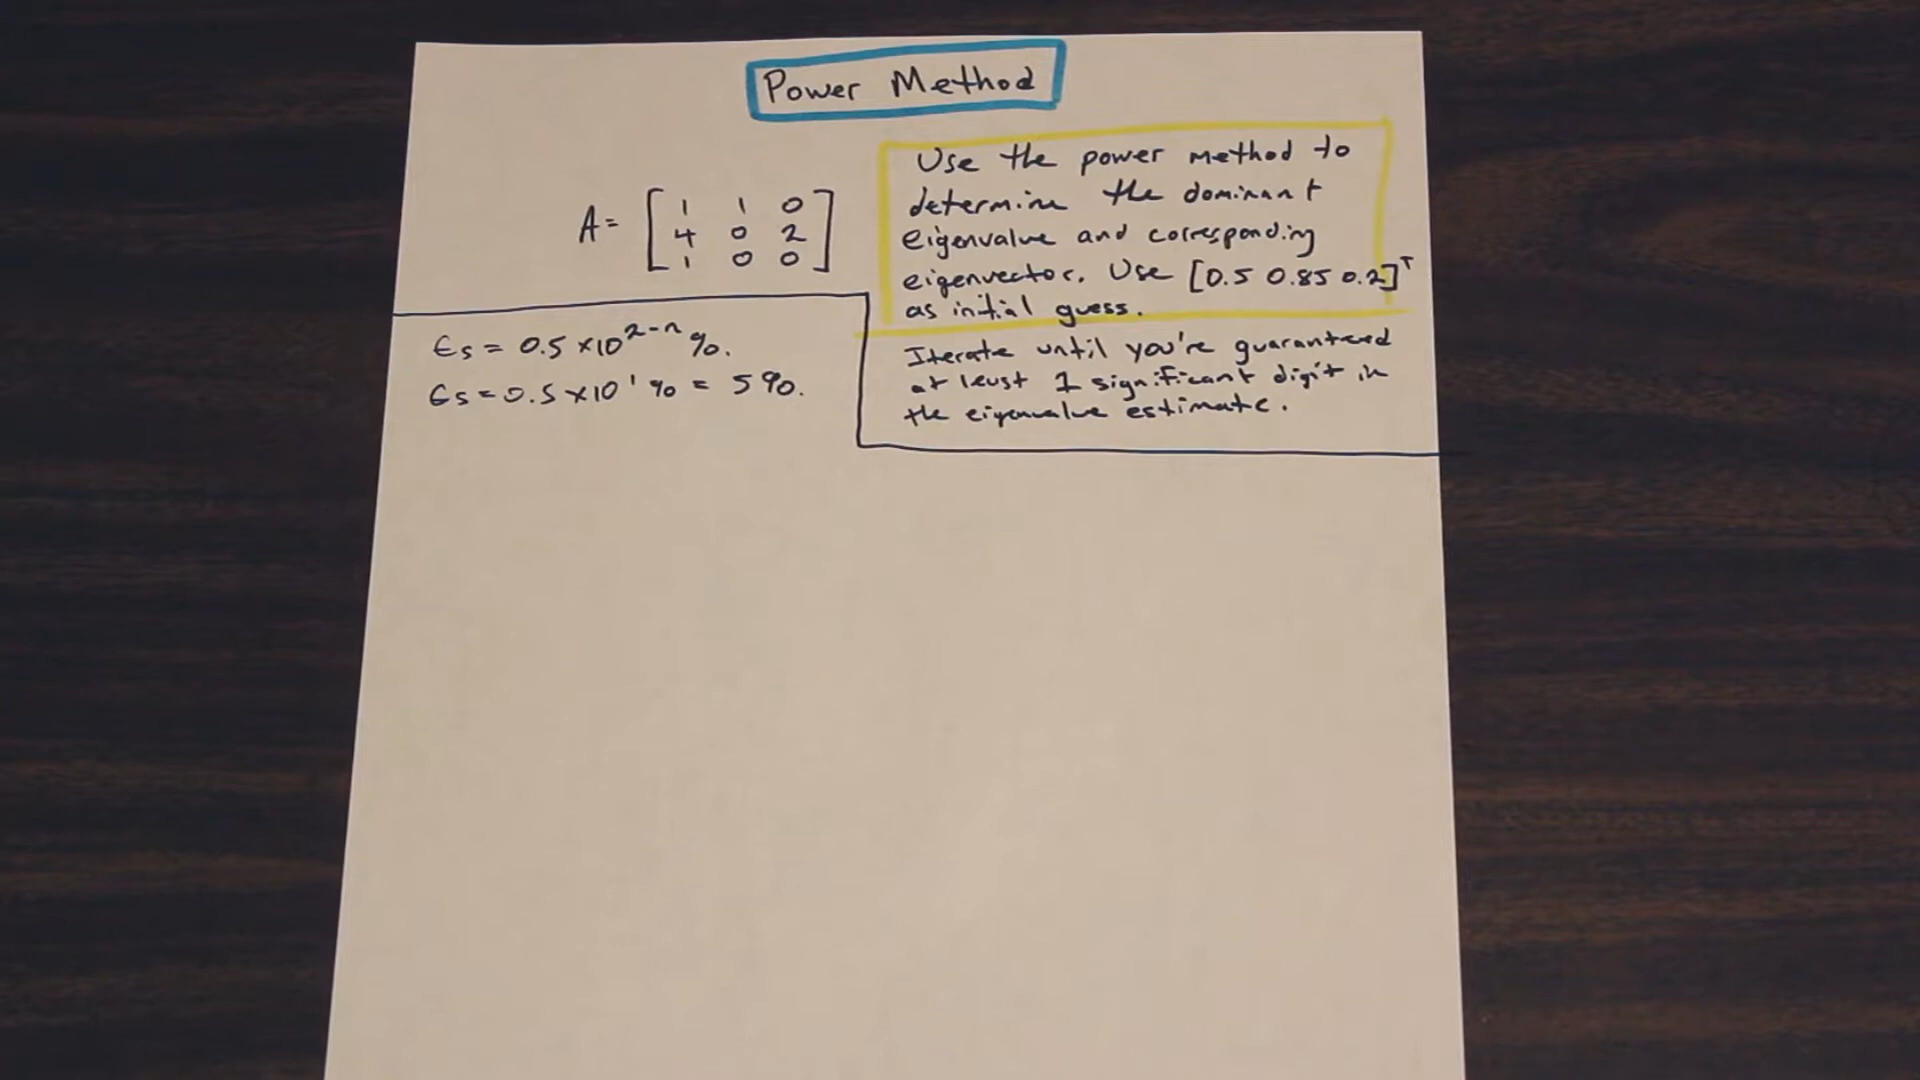 Power Method
A = [1 1 0
4 0 2
1 0 0]
Use the power method to
determine the dominant
eigenvalue and corresponding
eigenvector. Use [0.5 0.85 0.2]ᵀ
as initial guess.
Iterate until you're guaranteed
at least 1 significant digit in
the eigenvalue estimate.
εs = 0.5 × 10²⁻ⁿ %.
εs = 0.5 × 10¹ % = 5 %.